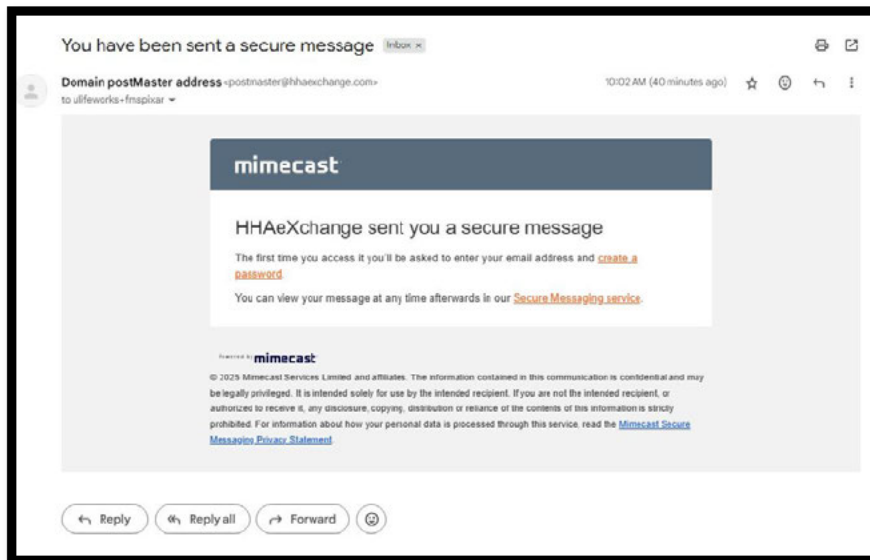 You have been sent a secure message Inbox ×
Domain postMaster address <postmaster@hhaexchange.com>
10:02 AM (40 minutes ago)
to ulifeworks+fmspixar
mimecast
HHAeXchange sent you a secure message
The first time you access it you'll be asked to enter your email address and create a
password.
You can view your message at any time afterwards in our Secure Messaging service.
Powered by mimecast
© 2025 Mimecast Services Limited and affiliates. The information contained in this communication is confidential and may
be legally privileged. It is intended solely for use by the intended recipient. If you are not the intended recipient, or
authorized to receive it, any disclosure, copying, distribution or reliance of the contents of this information is strictly
prohibited. For information about how your personal data is processed through this service, read the Mimecast Secure
Messaging Privacy Statement.
Reply
Reply all
Forward